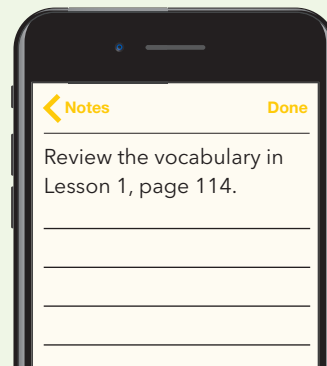 Notes
Done
Review the vocabulary in
Lesson 1, page 114.